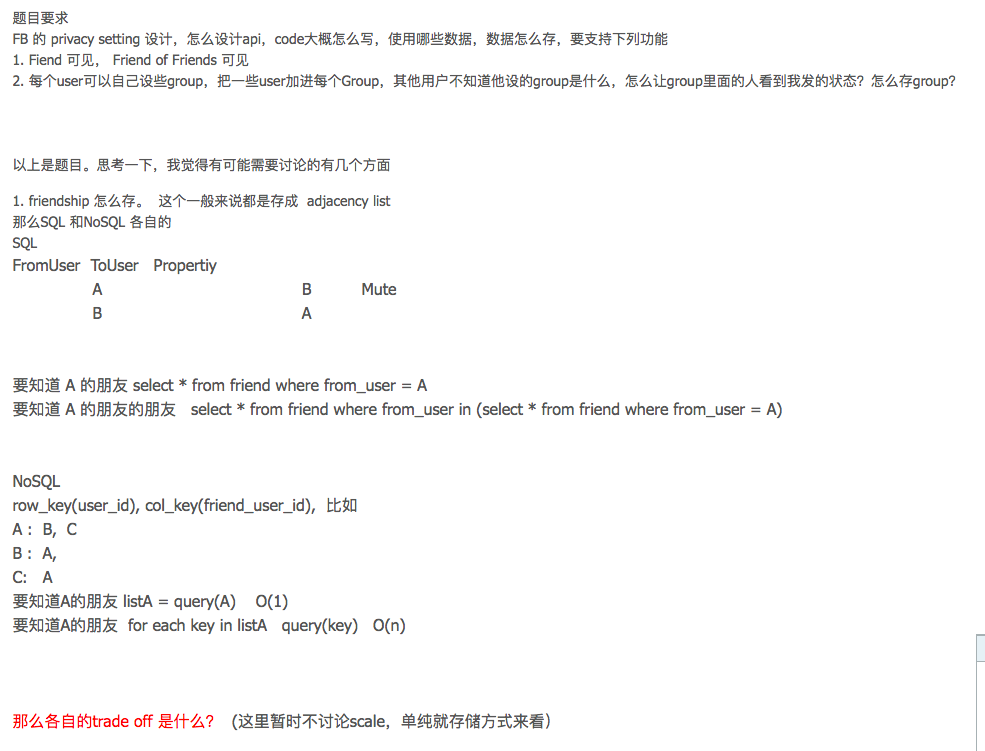 题目要求
FB 的 privacy setting 设计，怎么设计api，code大概怎么写，使用哪些数据，数据怎么存，要支持下列功能
1. Fiend 可见， Friend of Friends 可见
2. 每个user可以自己设些group，把一些user加进每个Group，其他用户不知道他设的group是什么，怎么让group里面的人看到我发的状态？怎么存group？
以上是题目。思考一下，我觉得有可能需要讨论的有几个方面
1. friendship 怎么存。 这个一般来说都是存成 adjacency list
那么SQL 和NoSQL 各自的
SQL
FromUser ToUser Propertiy
A B Mute
B A
要知道 A 的朋友 select * from friend where from_user = A
要知道 A 的朋友的朋友 select * from friend where from_user in (select * from friend where from_user = A)
NoSQL
row_key(user_id), col_key(friend_user_id)，比如
A： B，C
B： A,
C: A
要知道A的朋友 listA = query(A) O(1)
要知道A的朋友 for each key in listA query(key) O(n)
那么各自的trade off 是什么？ （这里暂时不讨论scale，单纯就存储方式来看）